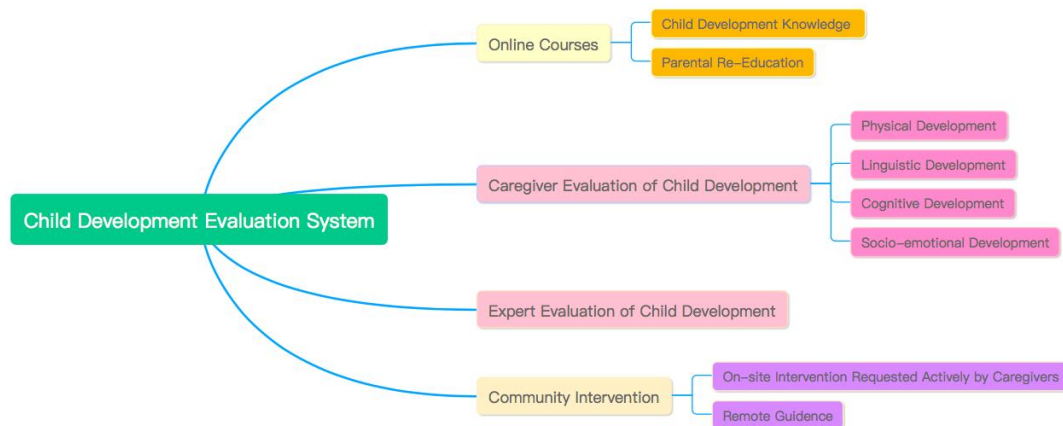 Child Development Evaluation System
Online Courses
Child Development Knowledge
Parental Re-Education
Caregiver Evaluation of Child Development
Physical Development
Linguistic Development
Cognitive Development
Socio-emotional Development
Expert Evaluation of Child Development
Community Intervention
On-site Intervention Requested Actively by Caregivers
Remote Guidence